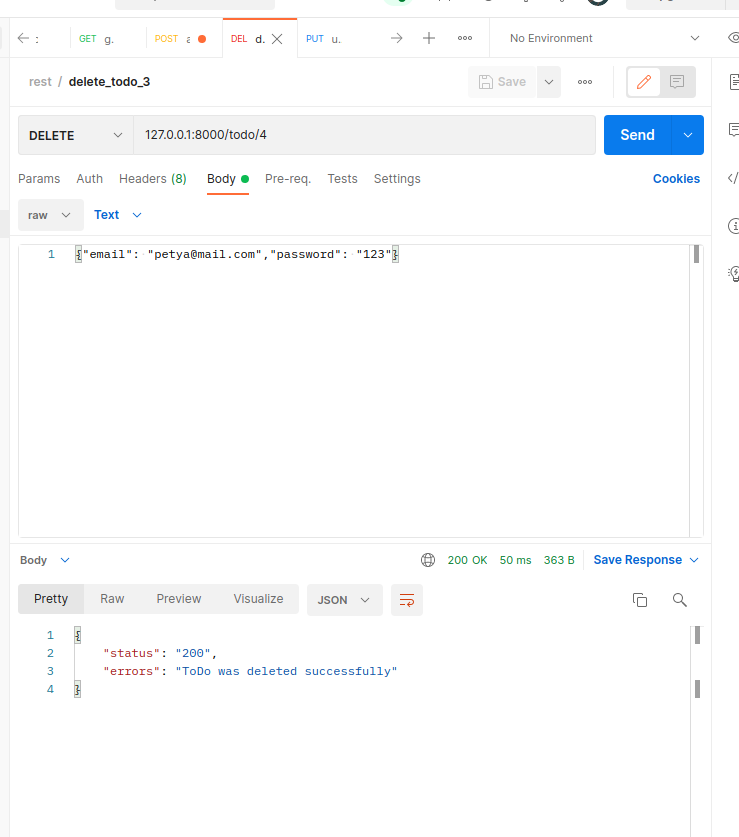 : GET g. POST a DEL d. PUT u. No Environment
rest / delete_todo_3 Save
DELETE 127.0.0.1:8000/todo/4 Send
Params Auth Headers (8) Body Pre-req. Tests Settings Cookies
raw Text
1 {"email": "petya@mail.com","password": "123"}
Body 200 OK 50 ms 363 B Save Response
Pretty Raw Preview Visualize JSON
1 {
2 "status": "200",
3 "errors": "ToDo was deleted successfully"
4 }